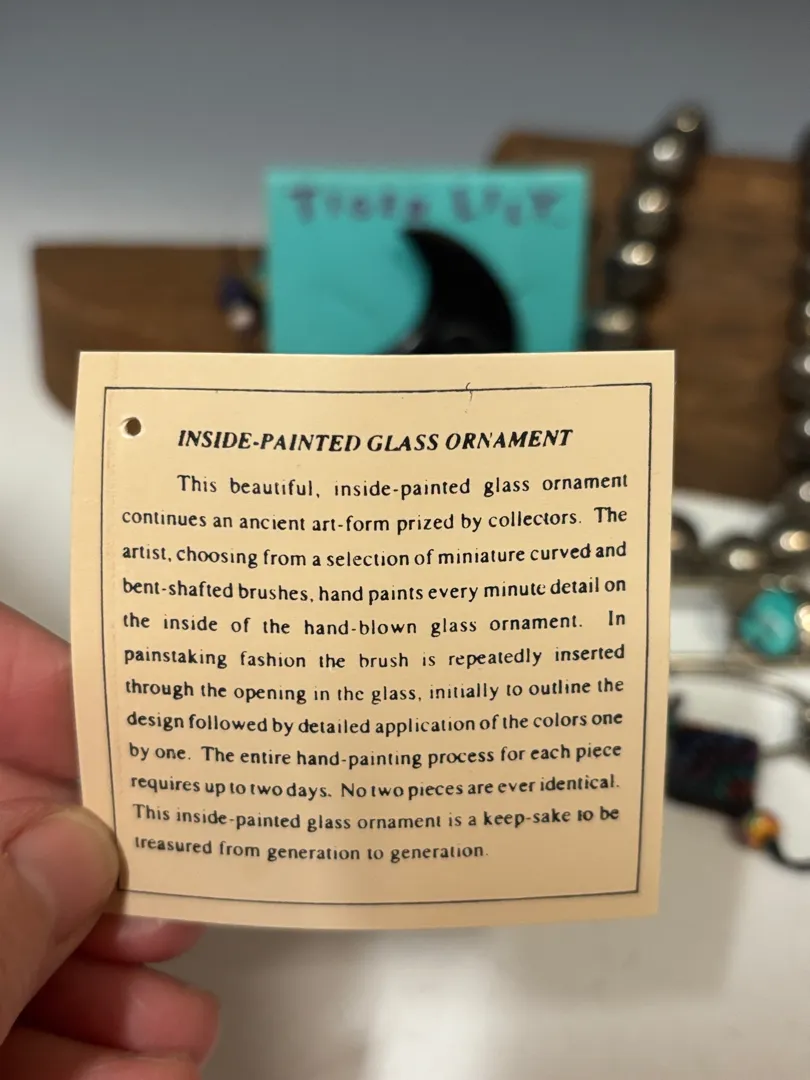 TIGER LILY
INSIDE-PAINTED GLASS ORNAMENT
This beautiful, inside-painted glass ornament
continues an ancient art-form prized by collectors. The
artist, choosing from a selection of miniature curved and
bent-shafted brushes, hand paints every minute detail on
the inside of the hand-blown glass ornament. In
painstaking fashion the brush is repeatedly inserted
through the opening in the glass, initially to outline the
design followed by detailed application of the colors one
by one. The entire hand-painting process for each piece
requires up to two days. No two pieces are ever identical.
This inside-painted glass ornament is a keep-sake to be
treasured from generation to generation.